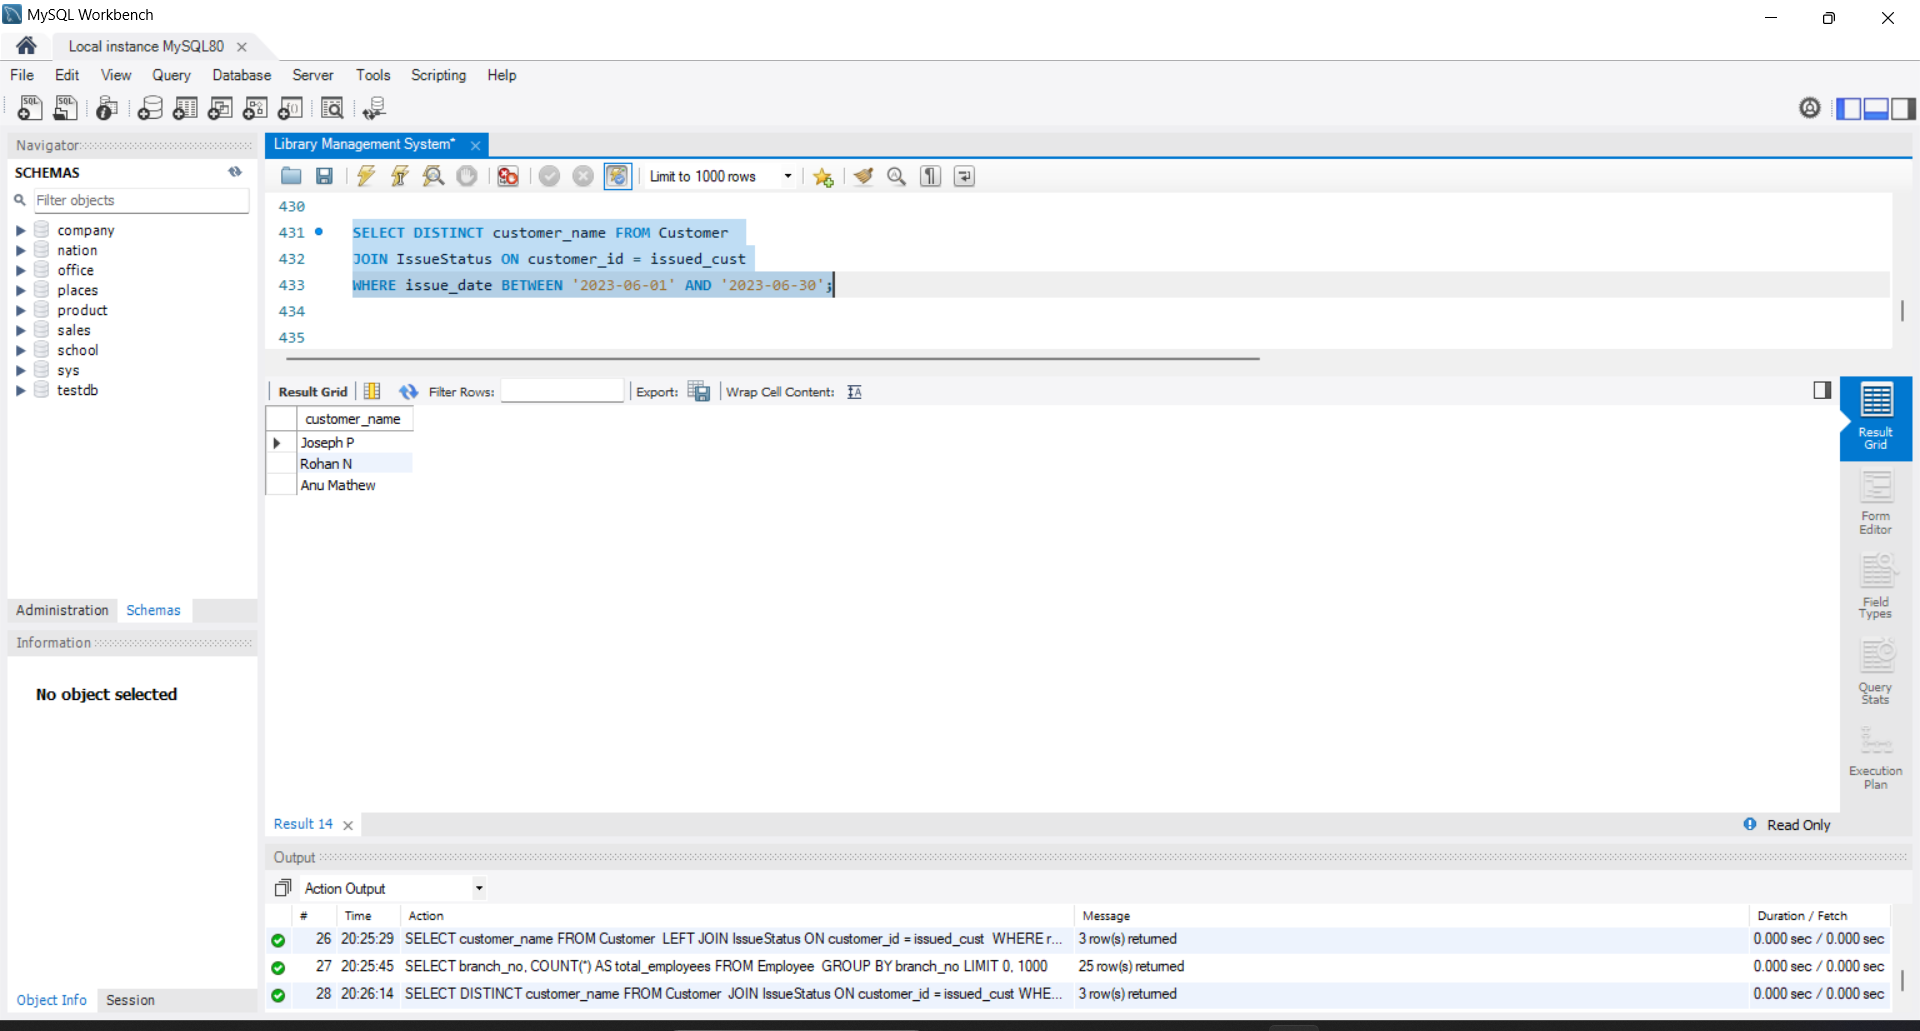 MySQL Workbench
Local instance MySQL80
File Edit View Query Database Server Tools Scripting Help
SQL SQL
Navigator
SCHEMAS
Filter objects
company
nation
office
places
product
sales
school
sys
testdb
Administration Schemas
Information
No object selected
Object Info Session
Library Management System*
Limit to 1000 rows
430
431 SELECT DISTINCT customer_name FROM Customer
432 JOIN IssueStatus ON customer_id = issued_cust
433 WHERE issue_date BETWEEN '2023-06-01' AND '2023-06-30';
434
435
Result Grid Filter Rows: Export: Wrap Cell Content:
customer_name
Joseph P
Rohan N
Anu Mathew
Result
Grid
Form
Editor
Field
Types
Query
Stats
Execution
Plan
Result 14
Read Only
Output
Action Output
# Time Action Message Duration / Fetch
26 20:25:29 SELECT customer_name FROM Customer LEFT JOIN IssueStatus ON customer_id = issued_cust WHERE r... 3 row(s) returned 0.000 sec / 0.000 sec
27 20:25:45 SELECT branch_no, COUNT(*) AS total_employees FROM Employee GROUP BY branch_no LIMIT 0, 1000 25 row(s) returned 0.000 sec / 0.000 sec
28 20:26:14 SELECT DISTINCT customer_name FROM Customer JOIN IssueStatus ON customer_id = issued_cust WHE... 3 row(s) returned 0.000 sec / 0.000 sec